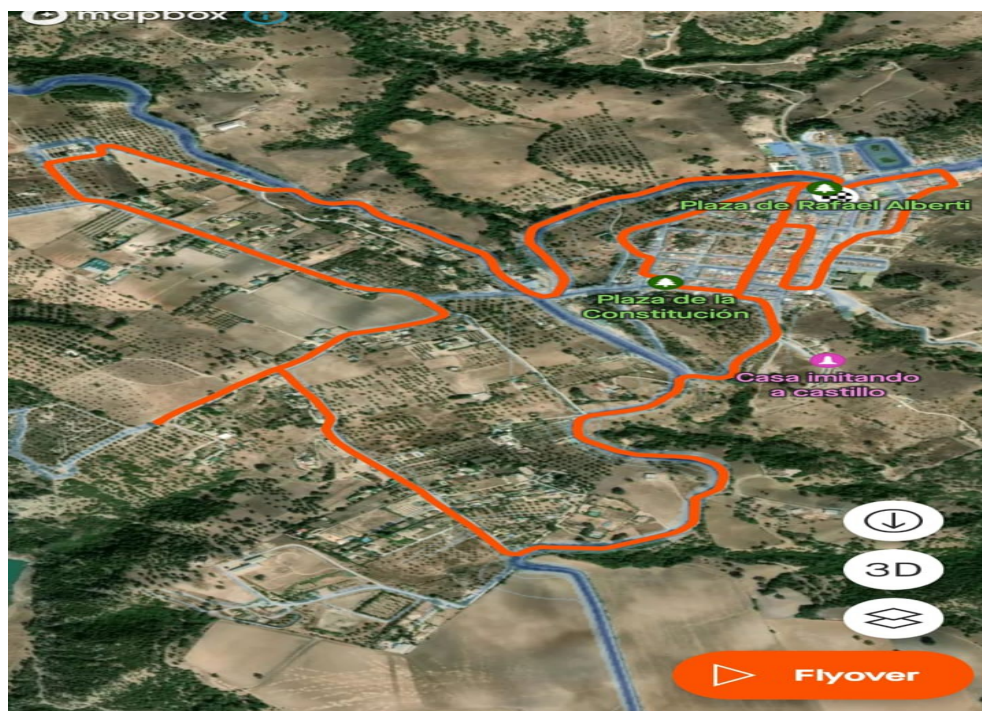 mapbox
Plaza de Rafael Alberti
Plaza de la
Constitución
Casa imitando
a castillo
3D
Flyover